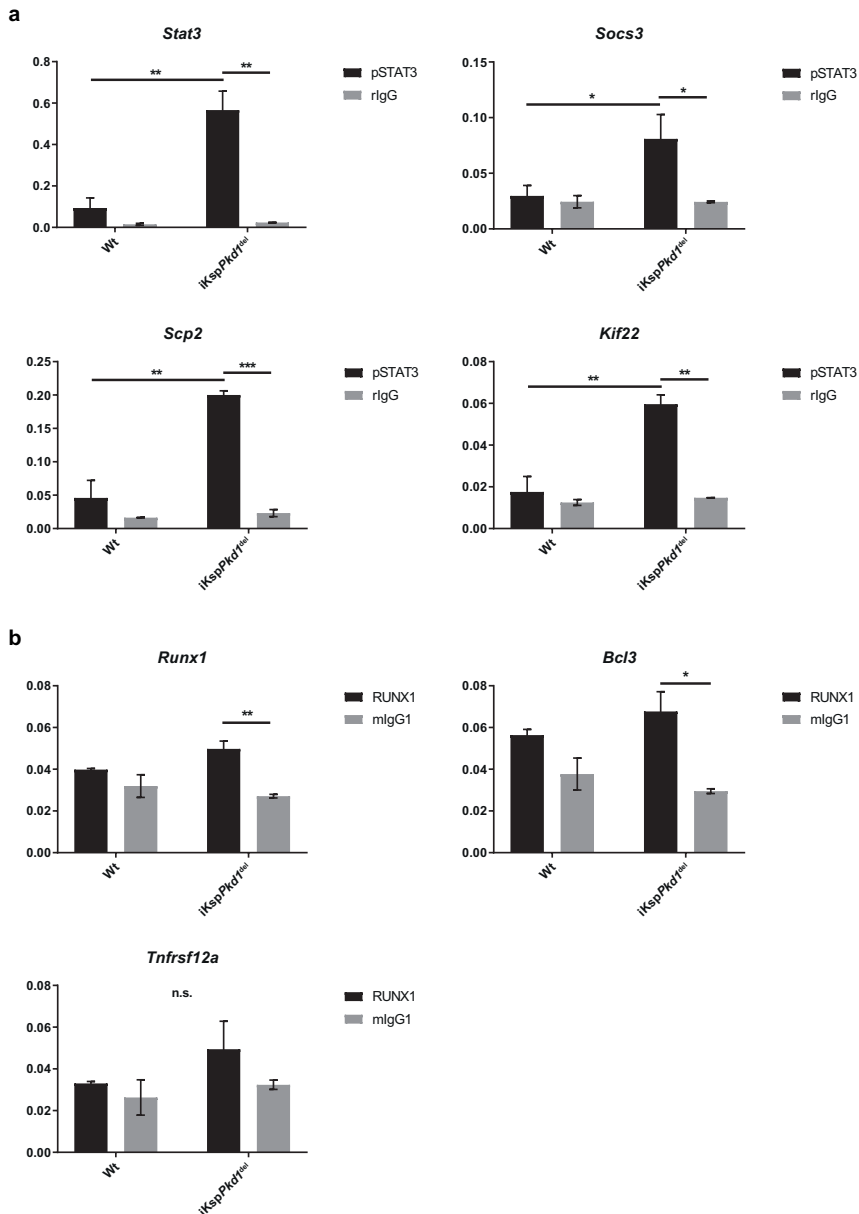 a
Stat3
** **
0.8
0.6
0.4
0.2
0.0
Wt
iKspPkd1del
pSTAT3
rIgG
Socs3
* *
0.15
0.10
0.05
0.00
Wt
iKspPkd1del
pSTAT3
rIgG
Scp2
** ***
0.25
0.20
0.15
0.10
0.05
0.00
Wt
iKspPkd1del
pSTAT3
rIgG
Kif22
** **
0.08
0.06
0.04
0.02
0.00
Wt
iKspPkd1del
pSTAT3
rIgG
b
Runx1
**
0.08
0.06
0.04
0.02
0.00
Wt
iKspPkd1del
RUNX1
mIgG1
Bcl3
*
0.08
0.06
0.04
0.02
0.00
Wt
iKspPkd1del
RUNX1
mIgG1
Tnfrsf12a
n.s.
0.08
0.06
0.04
0.02
0.00
Wt
iKspPkd1del
RUNX1
mIgG1